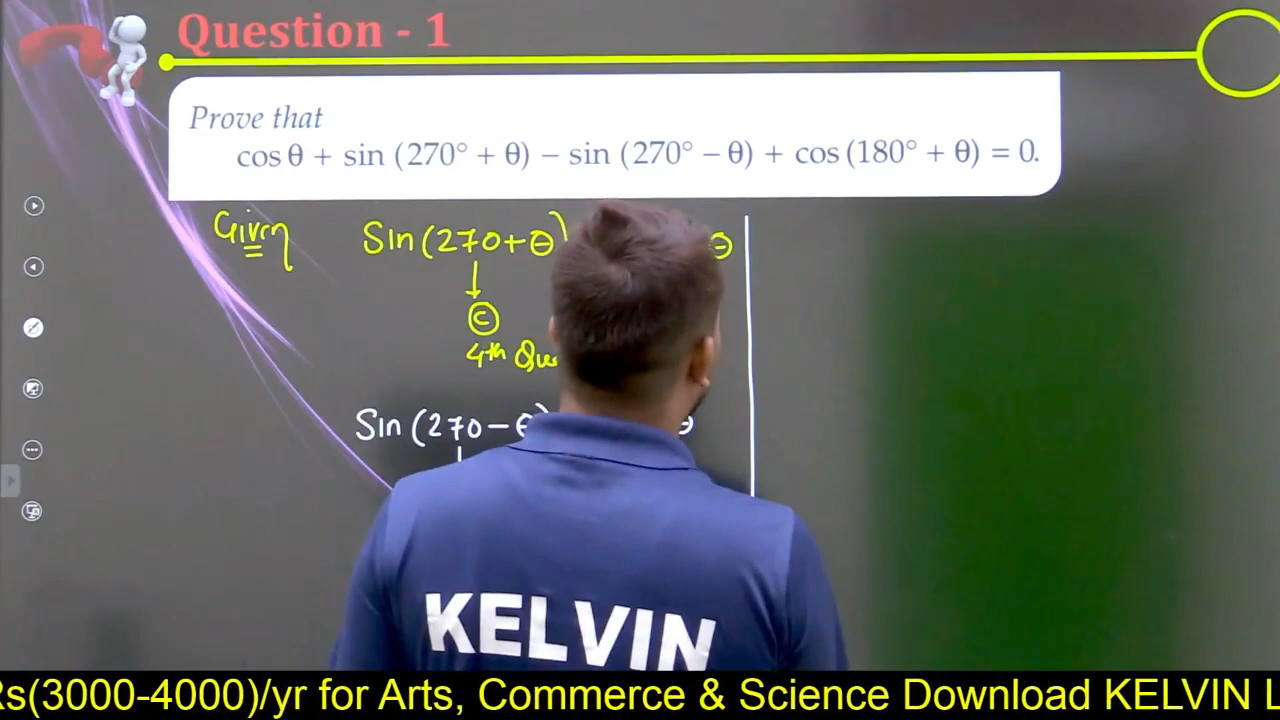 Question - 1
Prove that
cos θ + sin (270° + θ) − sin (270° − θ) + cos (180° + θ) = 0.
Given
Sin (270+θ) θ
C
4th Qu
Sin (270−θ θ
KELVIN
Rs(3000-4000)/yr for Arts, Commerce & Science Download KELVIN L